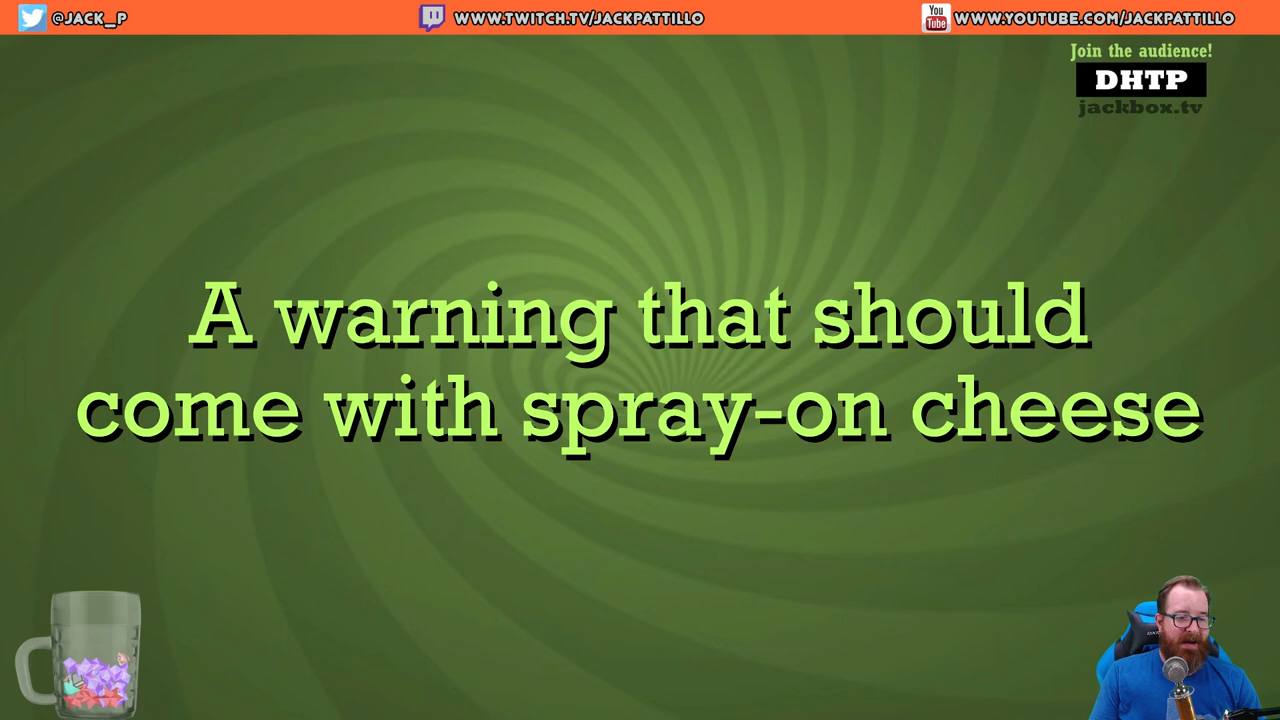 @JACK_P
WWW.TWITCH.TV/JACKPATTILLO
You
Tube
WWW.YOUTUBE.COM/JACKPATTILLO
Join the audience!
DHTP
jackbox.tv
A warning that should
come with spray-on cheese